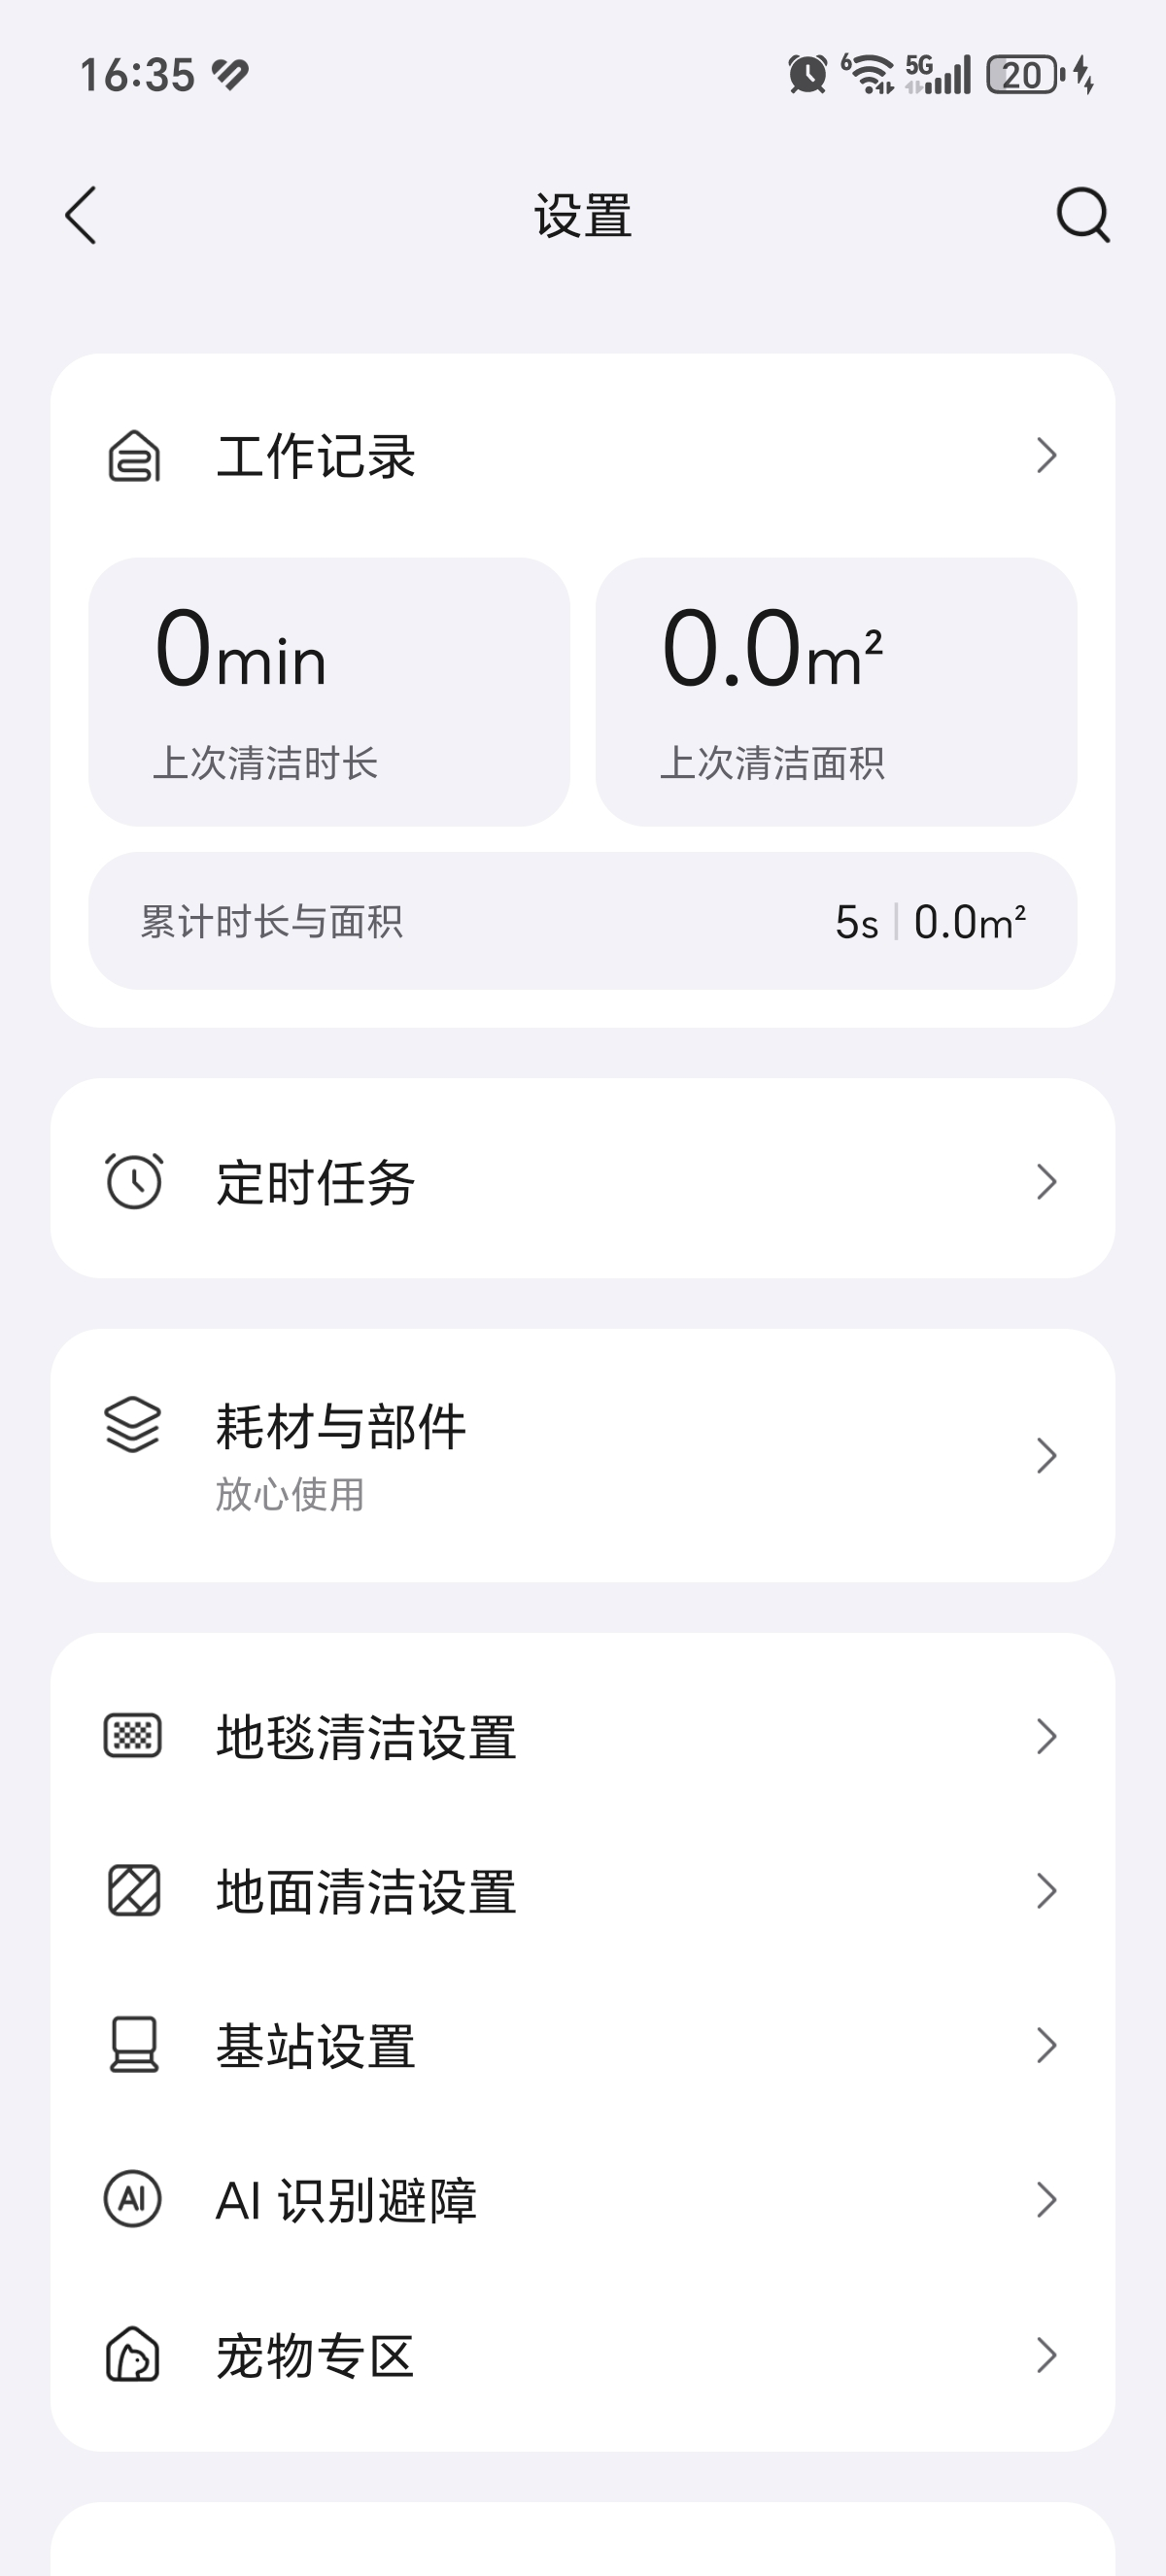 16:35 6 5G 20
设置
工作记录
0min 0.0m²
上次清洁时长 上次清洁面积
累计时长与面积 5s 0.0m²
定时任务
耗材与部件
放心使用
地毯清洁设置
地面清洁设置
基站设置
AI AI 识别避障
宠物专区